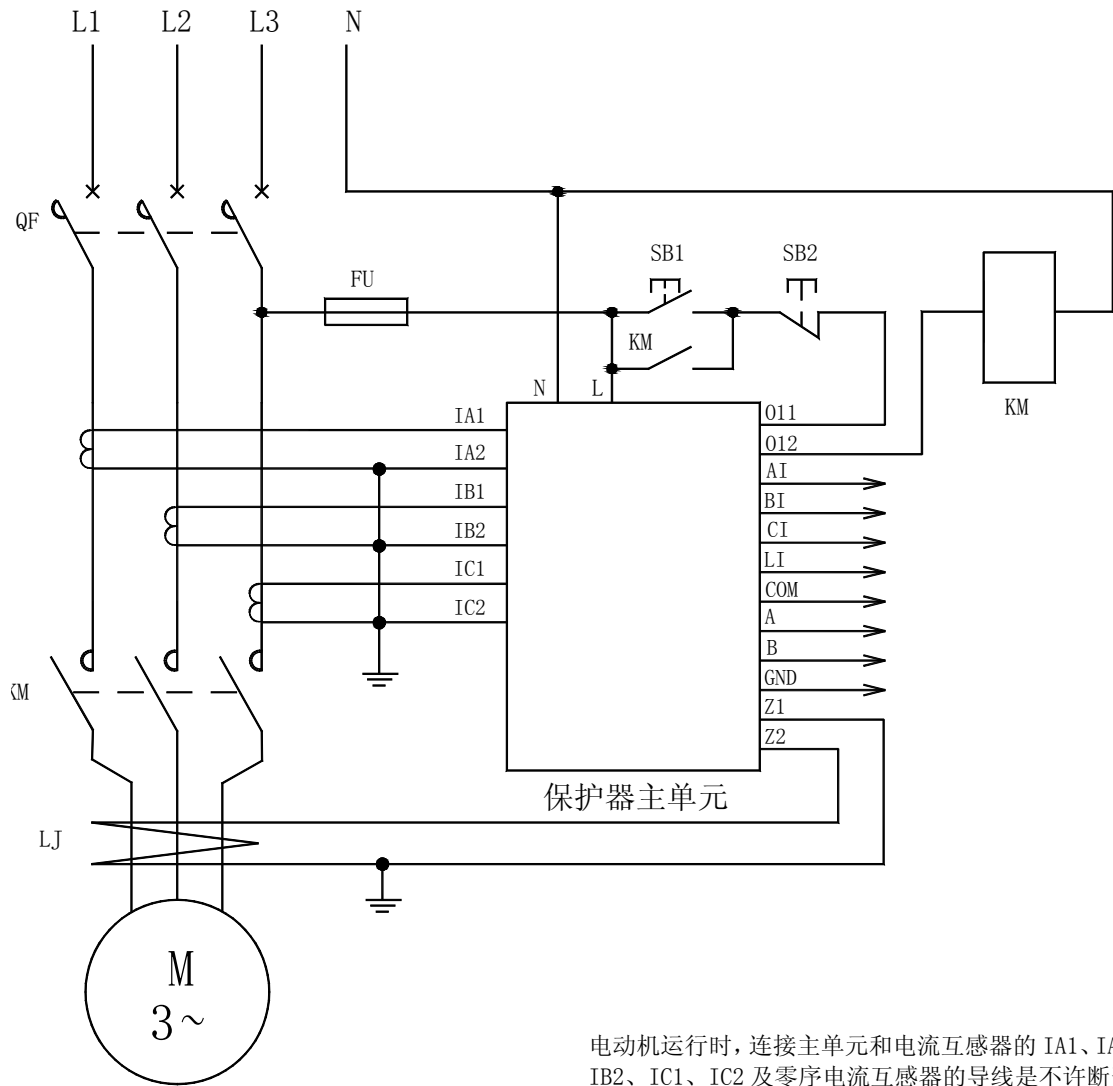 L1 L2 L3 N
QF
FU
SB1 SB2
KM
KM
N L
IA1
IA2
IB1
IB2
IC1
IC2
O11
O12
AI
BI
CI
LI
COM
A
B
GND
Z1
Z2
KM
保护器主单元
LJ
M
3~
电动机运行时,连接主单元和电流互感器的 IA1、IA
IB2、IC1、IC2 及零序电流互感器的导线是不许断